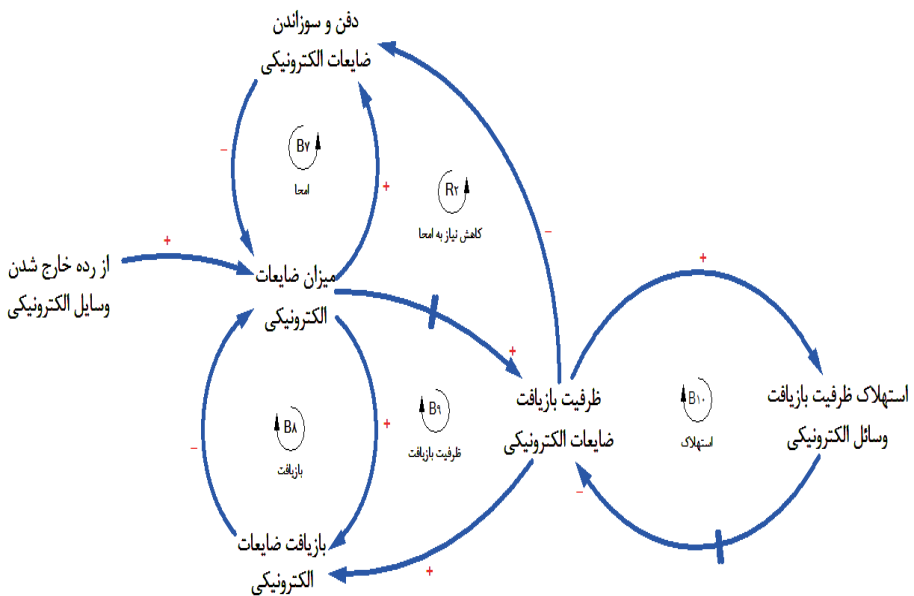 دفن و سوزاندن
ضایعات الکترونیکی
–
B۷
امحا
+
R۲
کاهش نیاز به امحا
–
+
+
از رده خارج شدن
وسایل الکترونیکی
میزان ضایعات
الکترونیکی
+
ظرفیت بازیافت
ضایعات الکترونیکی
B۱۰
استهلاک
استهلاک ظرفیت بازیافت
وسائل الکترونیکی
B۸
بازیافت
B۹
ظرفیت بازیافت
–
+
–
بازیافت ضایعات
الکترونیکی
+